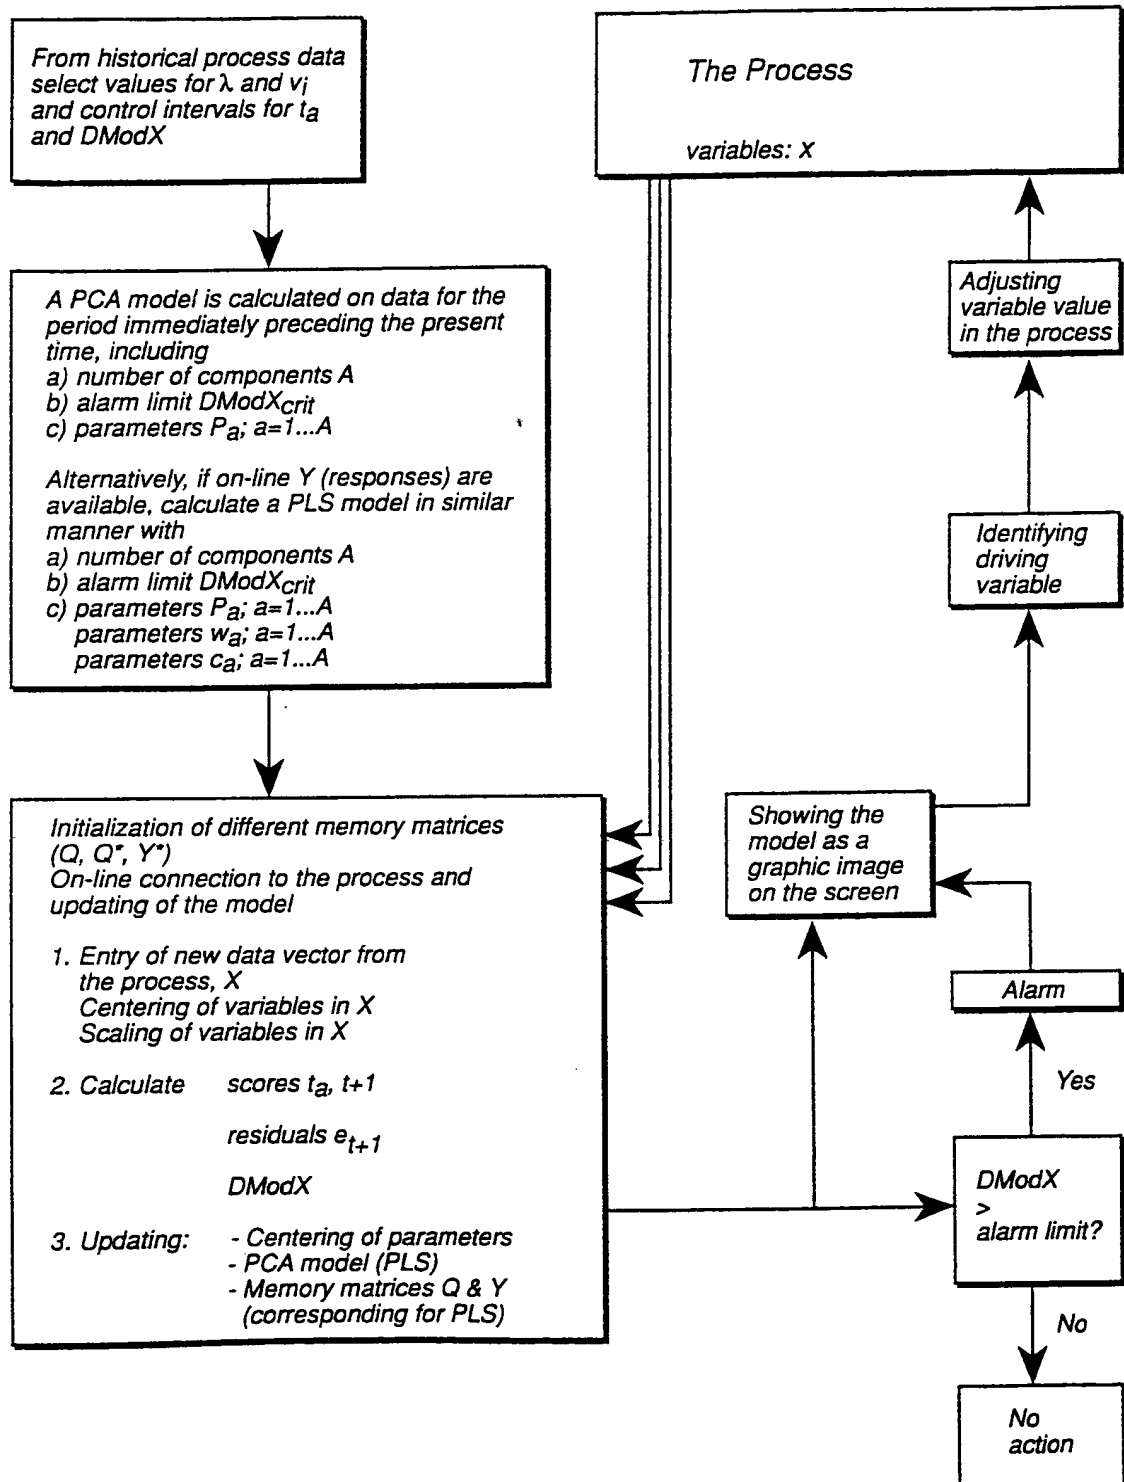 From historical process data
select values for λ and vi
and control intervals for ta
and DModX
The Process
variables: x
A PCA model is calculated on data for the
period immediately preceding the present
time, including
a) number of components A
b) alarm limit DModXcrit
c) parameters Pa; a=1...A
Alternatively, if on-line Y (responses) are
available, calculate a PLS model in similar
manner with
a) number of components A
b) alarm limit DModXcrit
c) parameters Pa; a=1...A
parameters wa; a=1...A
parameters ca; a=1...A
Adjusting
variable value
in the process
Identifying
driving
variable
Initialization of different memory matrices
(Q, Q*, Y*)
On-line connection to the process and
updating of the model
1. Entry of new data vector from
the process, X
Centering of variables in X
Scaling of variables in X
2. Calculate scores ta, t+1
residuals et+1
DModX
3. Updating: - Centering of parameters
- PCA model (PLS)
- Memory matrices Q & Y
(corresponding for PLS)
Showing the
model as a
graphic image
on the screen
Alarm
Yes
DModX
>
alarm limit?
No
No
action